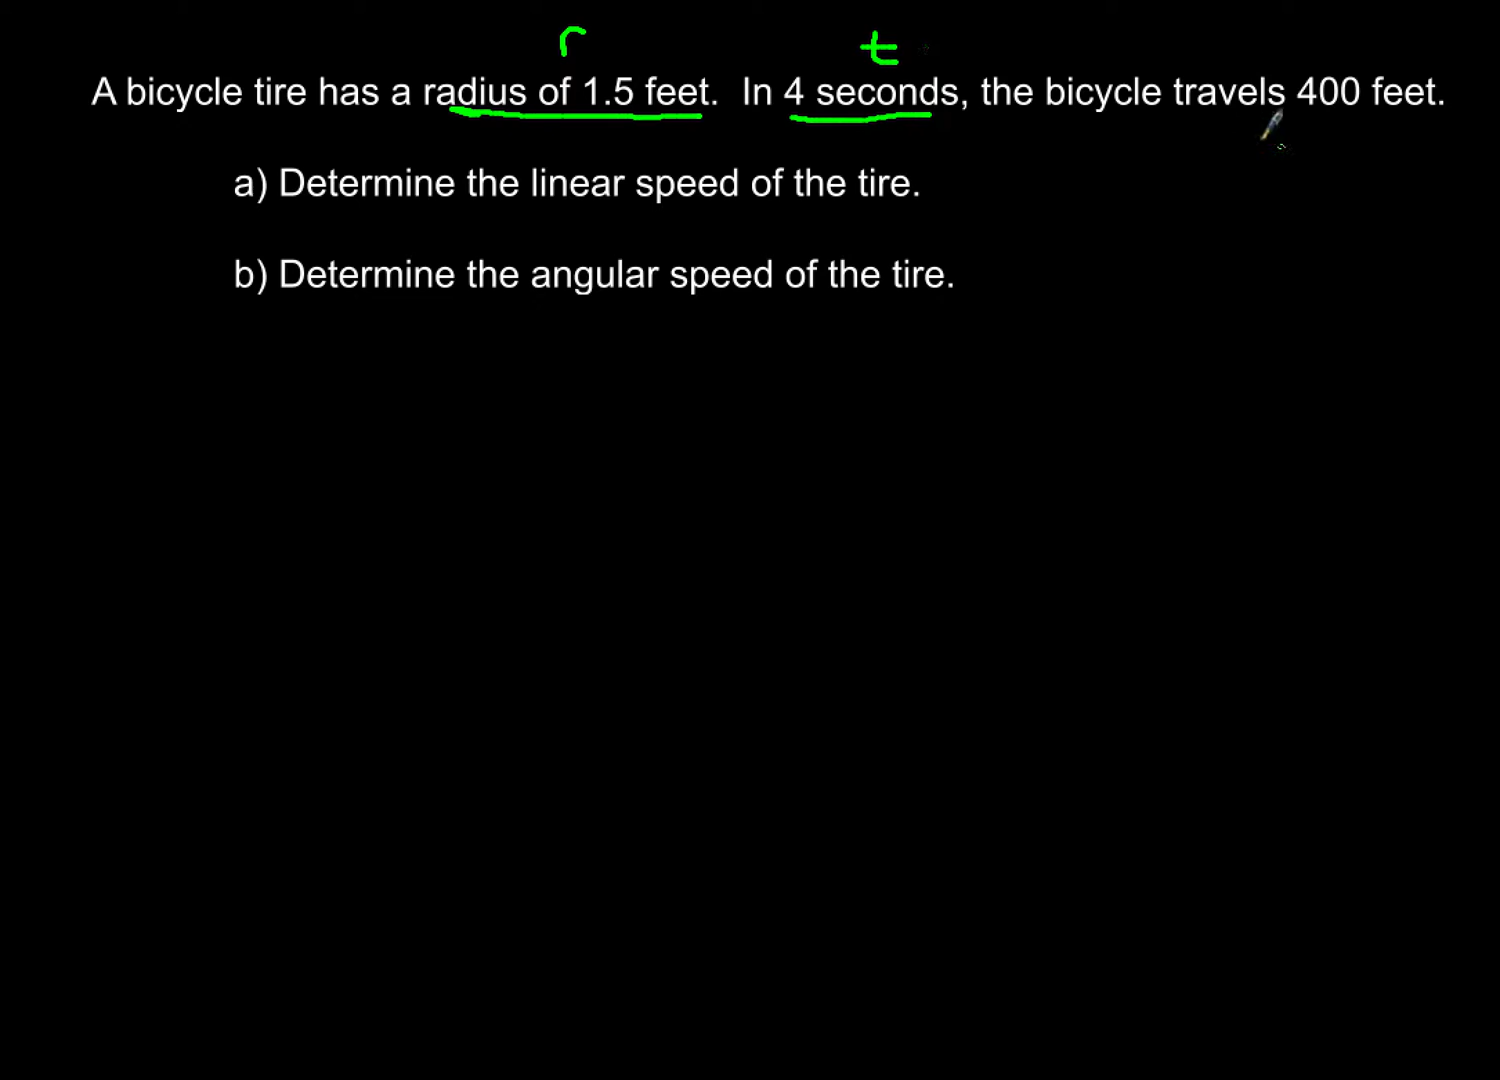 r t
A bicycle tire has a radius of 1.5 feet. In 4 seconds, the bicycle travels 400 feet.
a) Determine the linear speed of the tire.
b) Determine the angular speed of the tire.